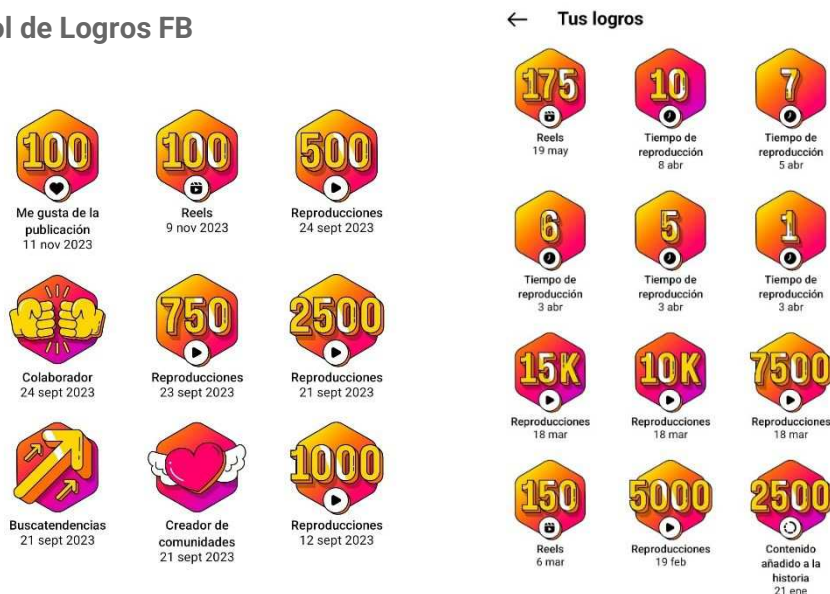 ol de Logros FB
100
100
500
Me gusta de la
publicación
11 nov 2023
Reels
9 nov 2023
Reproducciones
24 sept 2023
750
2500
Colaborador
24 sept 2023
Reproducciones
23 sept 2023
Reproducciones
21 sept 2023
1000
Buscatendencias
21 sept 2023
Creador de
comunidades
21 sept 2023
Reproducciones
12 sept 2023
← Tus logros
175
10
7
Reels
19 may
Tiempo de
reproducción
8 abr
Tiempo de
reproducción
5 abr
6
5
1
Tiempo de
reproducción
3 abr
Tiempo de
reproducción
3 abr
Tiempo de
reproducción
3 abr
15K
10K
7500
Reproducciones
18 mar
Reproducciones
18 mar
Reproducciones
18 mar
150
5000
2500
Reels
6 mar
Reproducciones
19 feb
Contenido
añadido a la
historia
21 ene